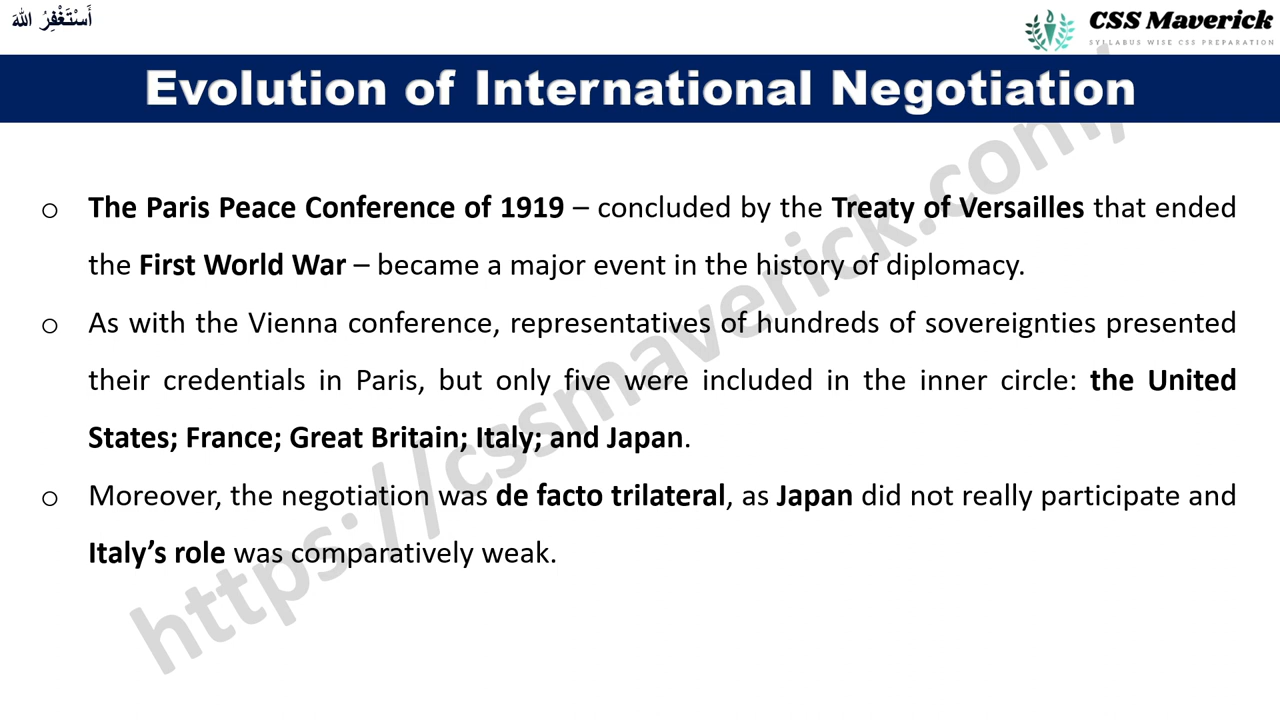 أَسْتَغْفِرُ اللهَ
CSS Maverick
SYLLABUS WISE CSS PREPARATION
Evolution of International Negotiation
o The Paris Peace Conference of 1919 – concluded by the Treaty of Versailles that ended
the First World War – became a major event in the history of diplomacy.
o As with the Vienna conference, representatives of hundreds of sovereignties presented
their credentials in Paris, but only five were included in the inner circle: the United
States; France; Great Britain; Italy; and Japan.
o Moreover, the negotiation was de facto trilateral, as Japan did not really participate and
Italy’s role was comparatively weak.
https://cssmaverick.com/